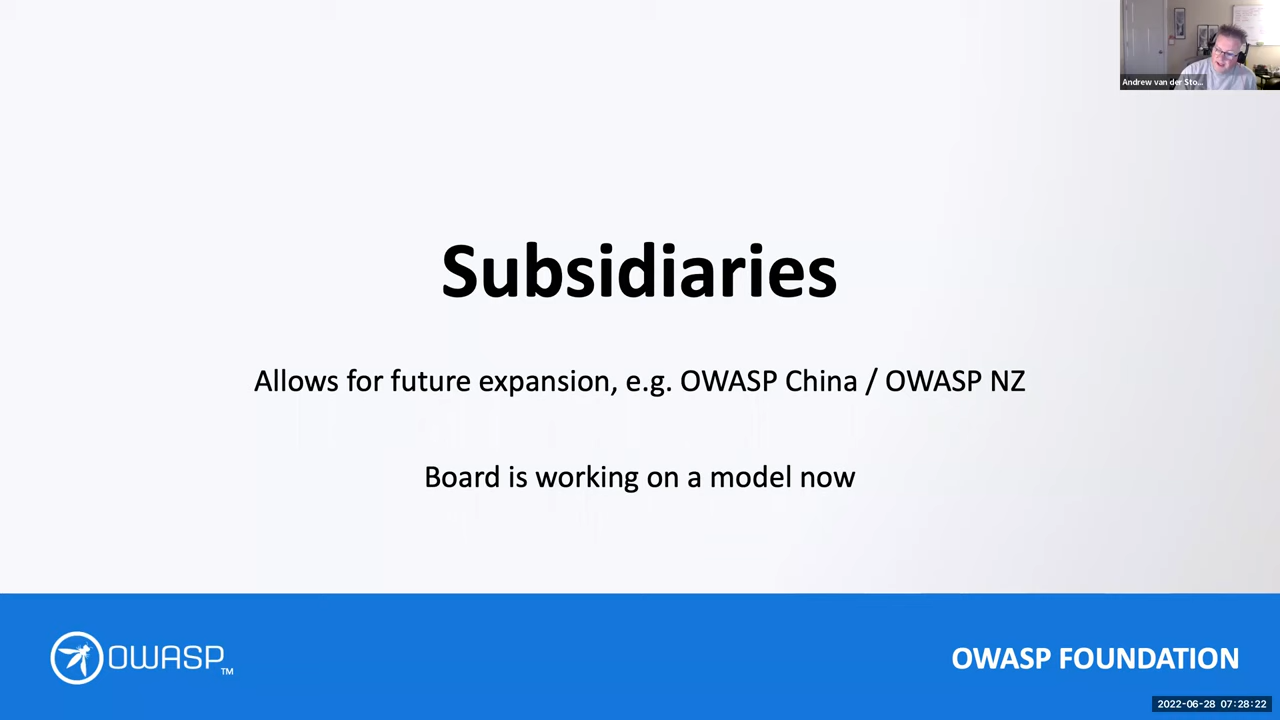 Andrew van der Sto...
Subsidiaries
Allows for future expansion, e.g. OWASP China / OWASP NZ
Board is working on a model now
OWASP™
OWASP FOUNDATION
2022-06-28 07:28:22